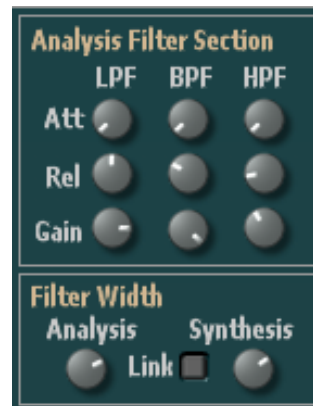 Analysis Filter Section
LPF BPF HPF
Att
Rel
Gain
Filter Width
Analysis Synthesis
Link